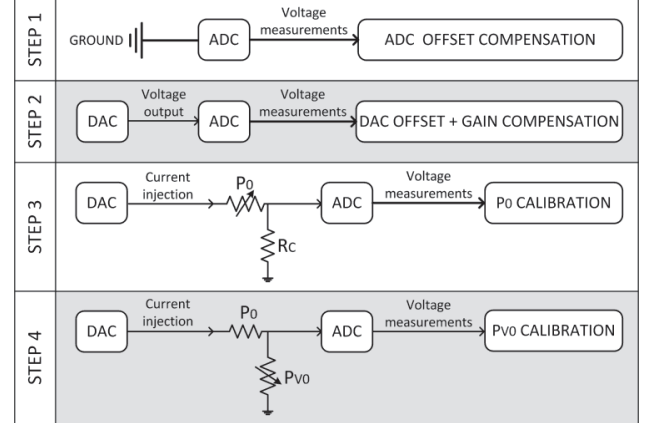 STEP 1
GROUND
ADC
Voltage
measurements
ADC OFFSET COMPENSATION
STEP 2
DAC
Voltage
output
ADC
Voltage
measurements
DAC OFFSET + GAIN COMPENSATION
STEP 3
DAC
Current
injection
P0
RC
ADC
Voltage
measurements
P0 CALIBRATION
STEP 4
DAC
Current
injection
P0
PV0
ADC
Voltage
measurements
PV0 CALIBRATION